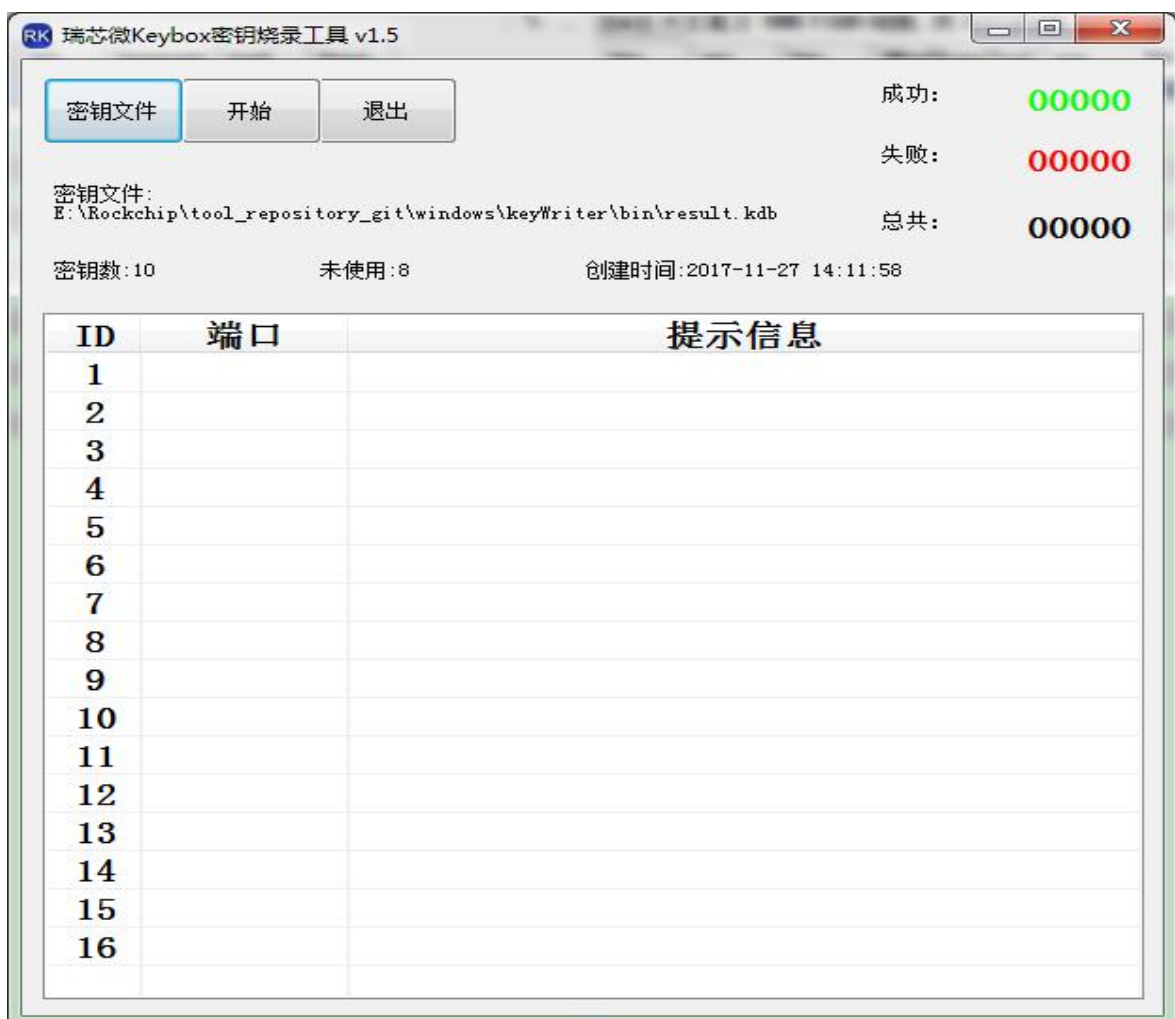 RK 瑞芯微Keybox密钥烧录工具 v1.5
密钥文件 开始 退出
成功: 00000
失败: 00000
密钥文件:
E:\Rockchip\tool_repository_git\windows\keyWriter\bin\result.kdb
总共: 00000
密钥数:10 未使用:8 创建时间:2017-11-27 14:11:58
ID 端口 提示信息
1
2
3
4
5
6
7
8
9
10
11
12
13
14
15
16